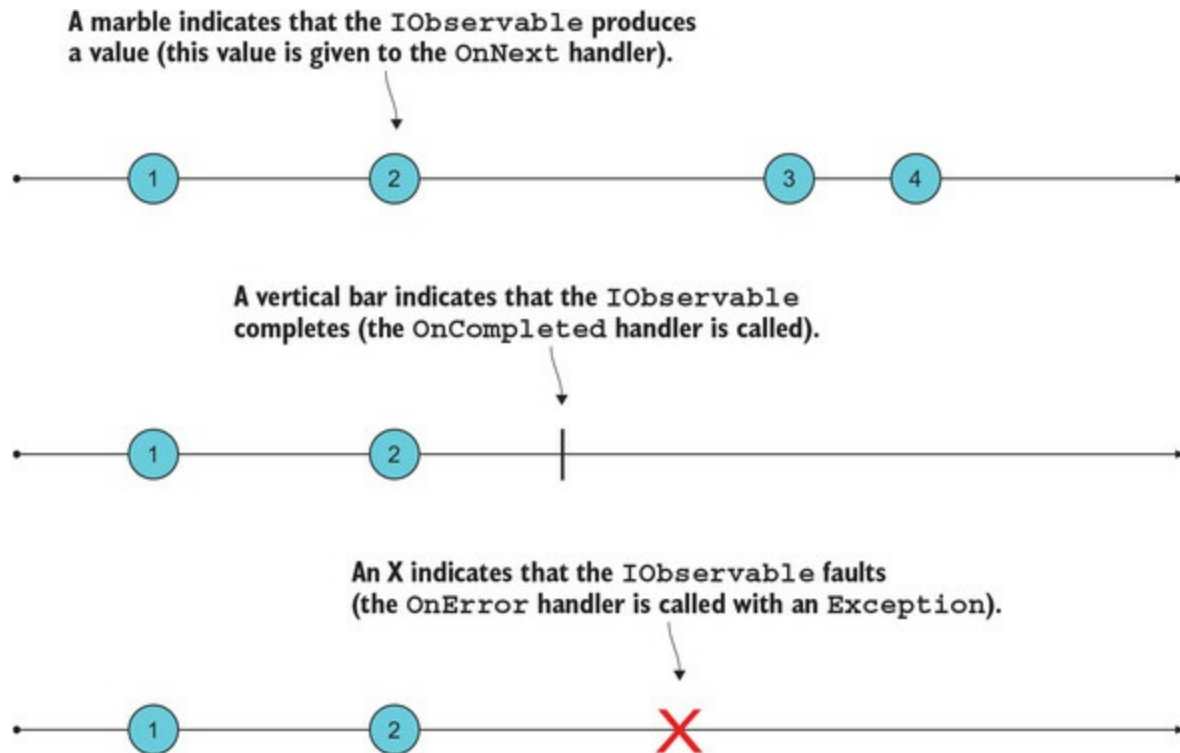 A marble indicates that the IObservable produces
a value (this value is given to the OnNext handler).
1 2 3 4
A vertical bar indicates that the IObservable
completes (the OnCompleted handler is called).
1 2
An X indicates that the IObservable faults
(the OnError handler is called with an Exception).
1 2